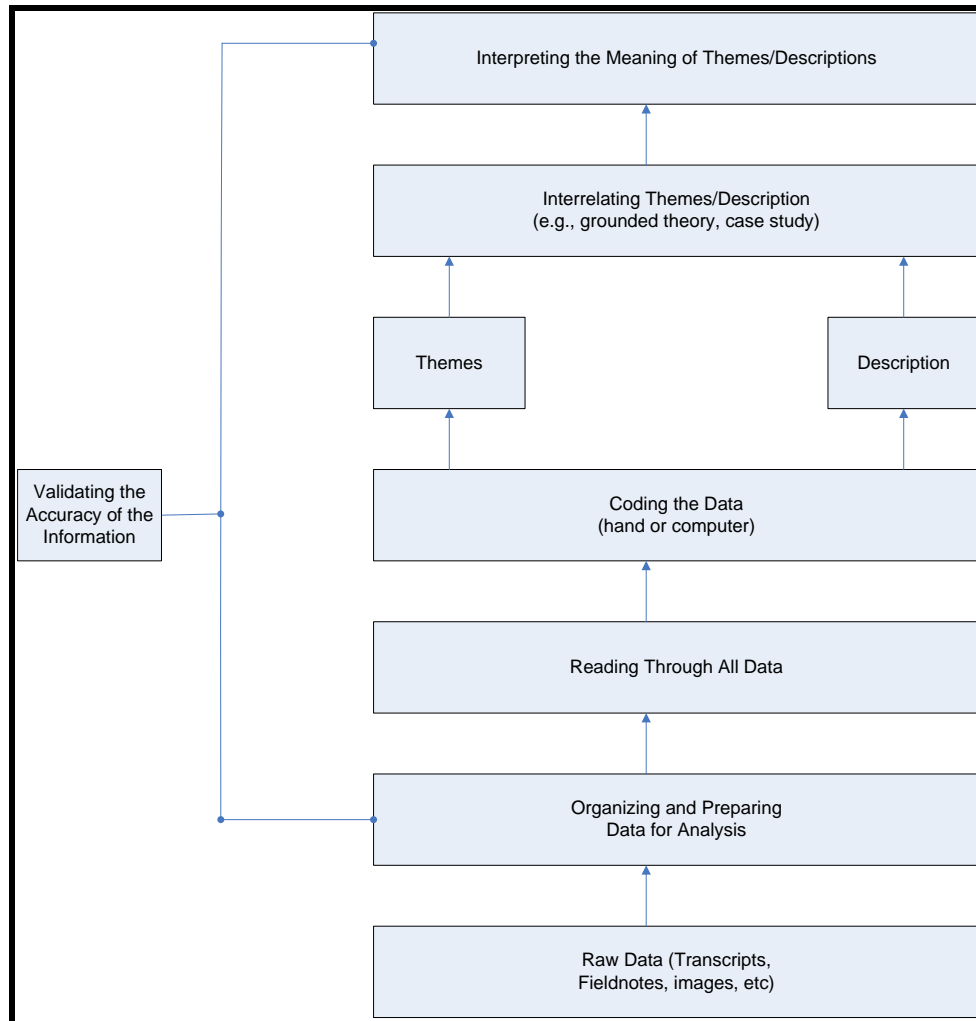 Interpreting the Meaning of Themes/Descriptions
Interrelating Themes/Description
(e.g., grounded theory, case study)
Themes
Description
Validating the
Accuracy of the
Information
Coding the Data
(hand or computer)
Reading Through All Data
Organizing and Preparing
Data for Analysis
Raw Data (Transcripts,
Fieldnotes, images, etc)